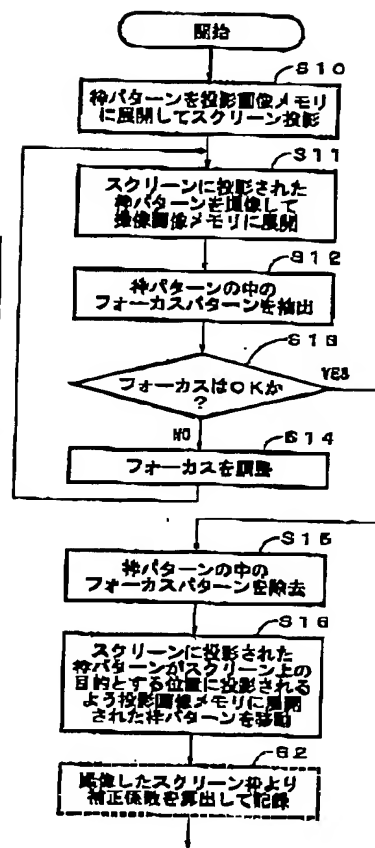 開始
S10
枠パターンを投影画像メモリ
に展開してスクリーン投影
S11
スクリーンに投影された
枠パターンを撮像して
撮像画像メモリに展開
S12
枠パターンの中の
フォーカスパターンを抽出
S13
フォーカスはOKか
?
YES
NO
S14
フォーカスを調整
S15
枠パターンの中の
フォーカスパターンを除去
S16
スクリーンに投影された
枠パターンがスクリーン上の
目的とする位置に投影される
よう投影画像メモリに展開
された枠パターンを移動
S2
撮像したスクリーン枠より
補正係数を算出して記録